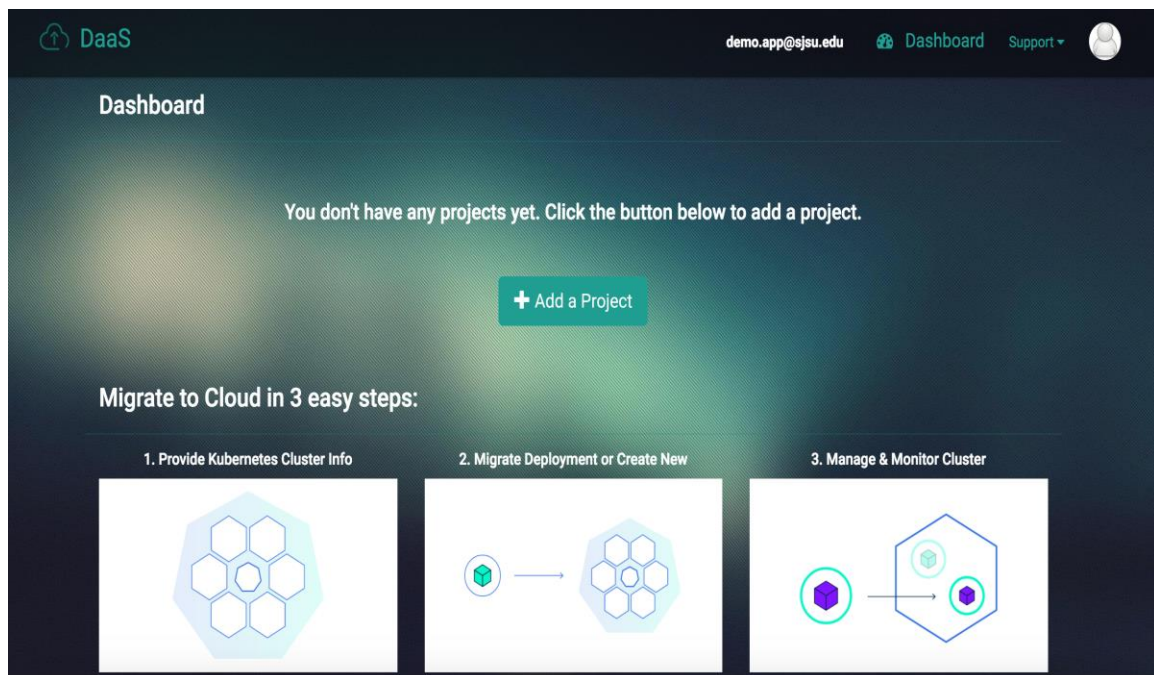 DaaS
demo.app@sjsu.edu
Dashboard
Support
Dashboard
You don't have any projects yet. Click the button below to add a project.
Add a Project
Migrate to Cloud in 3 easy steps:
1. Provide Kubernetes Cluster Info
2. Migrate Deployment or Create New
3. Manage & Monitor Cluster